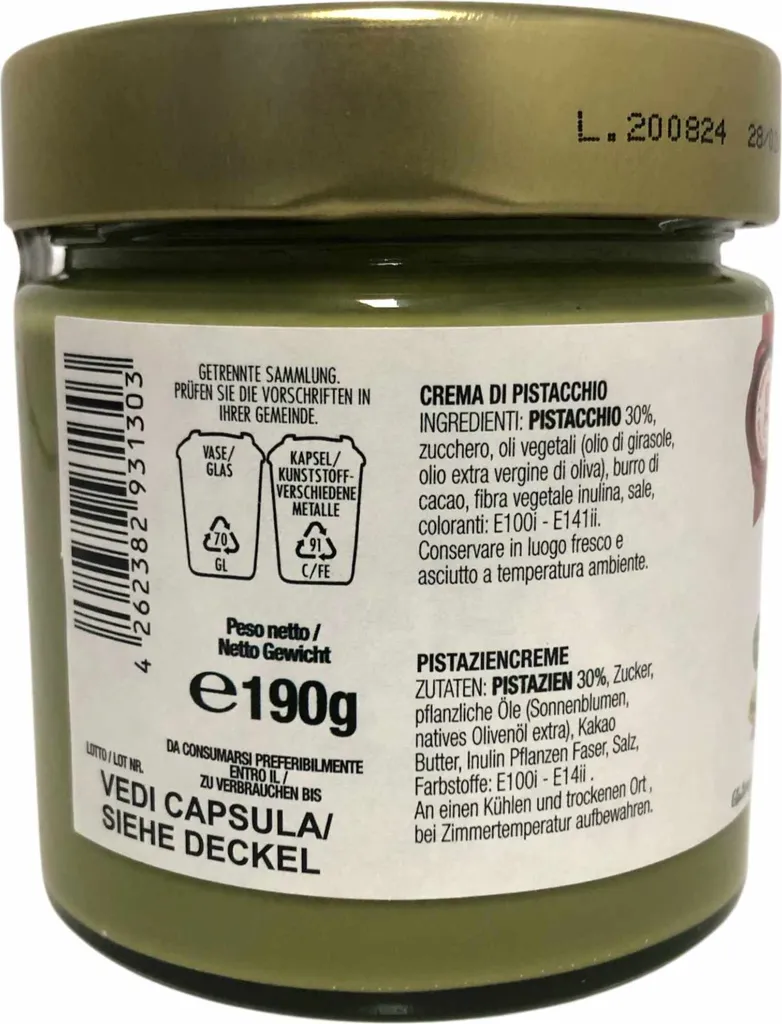 L.200824 28/0
4 262382 931303
GETRENNTE SAMMLUNG.
PRÜFEN SIE DIE VORSCHRIFTEN IN
IHRER GEMEINDE.
VASE/
GLAS
70
GL
KAPSEL/
KUNSTSTOFF-
VERSCHIEDENE
METALLE
91
C/FE
Peso netto /
Netto Gewicht
e190g
LOTTO / LOT NR.
DA CONSUMARSI PREFERIBILMENTE
ENTRO IL /
ZU VERBRAUCHEN BIS
VEDI CAPSULA/
SIEHE DECKEL
CREMA DI PISTACCHIO
INGREDIENTI: PISTACCHIO 30%,
zucchero, oli vegetali (olio di girasole,
olio extra vergine di oliva), burro di
cacao, fibra vegetale inulina, sale,
coloranti: E100i - E141ii.
Conservare in luogo fresco e
asciutto a temperatura ambiente.
PISTAZIENCREME
ZUTATEN: PISTAZIEN 30%, Zucker,
pflanzliche Öle (Sonnenblumen,
natives Olivenöl extra), Kakao
Butter, Inulin Pflanzen Faser, Salz,
Farbstoffe: E100i - E14ii .
An einen Kühlen und trockenen Ort ,
bei Zimmertemperatur aufbewahren.